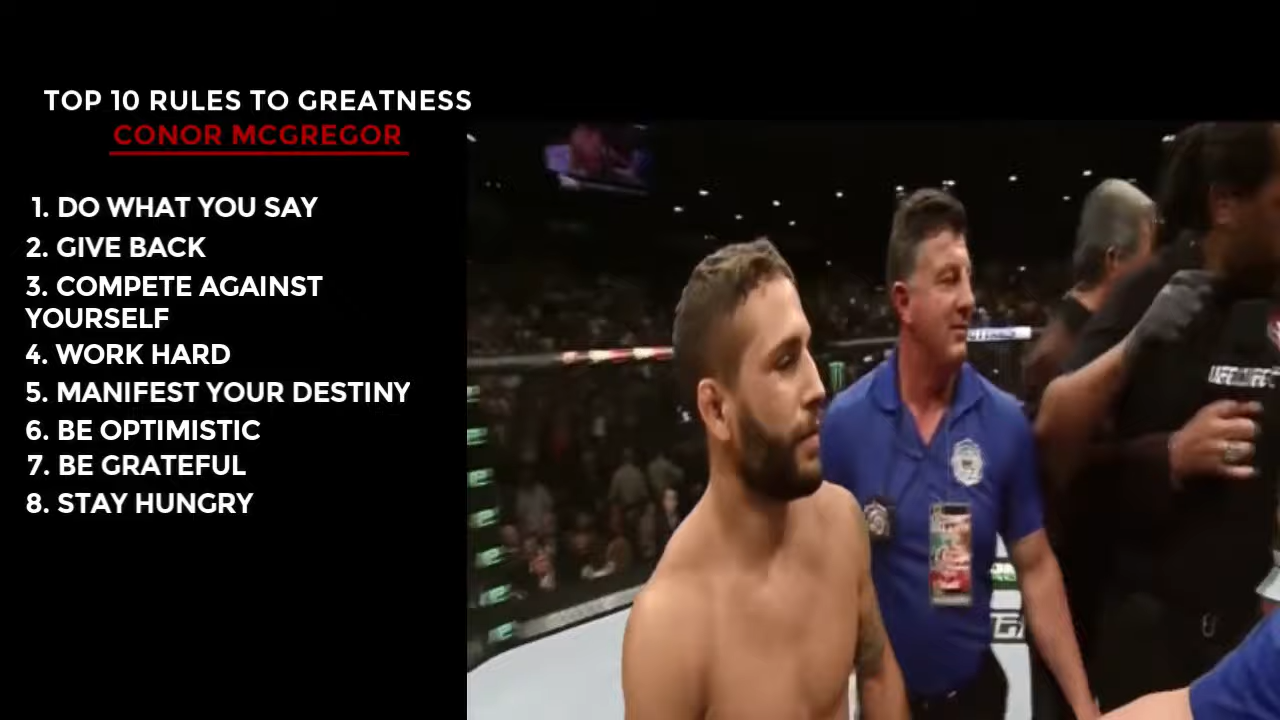 TOP 10 RULES TO GREATNESS
CONOR MCGREGOR
1. DO WHAT YOU SAY
2. GIVE BACK
3. COMPETE AGAINST
YOURSELF
4. WORK HARD
5. MANIFEST YOUR DESTINY
6. BE OPTIMISTIC
7. BE GRATEFUL
8. STAY HUNGRY